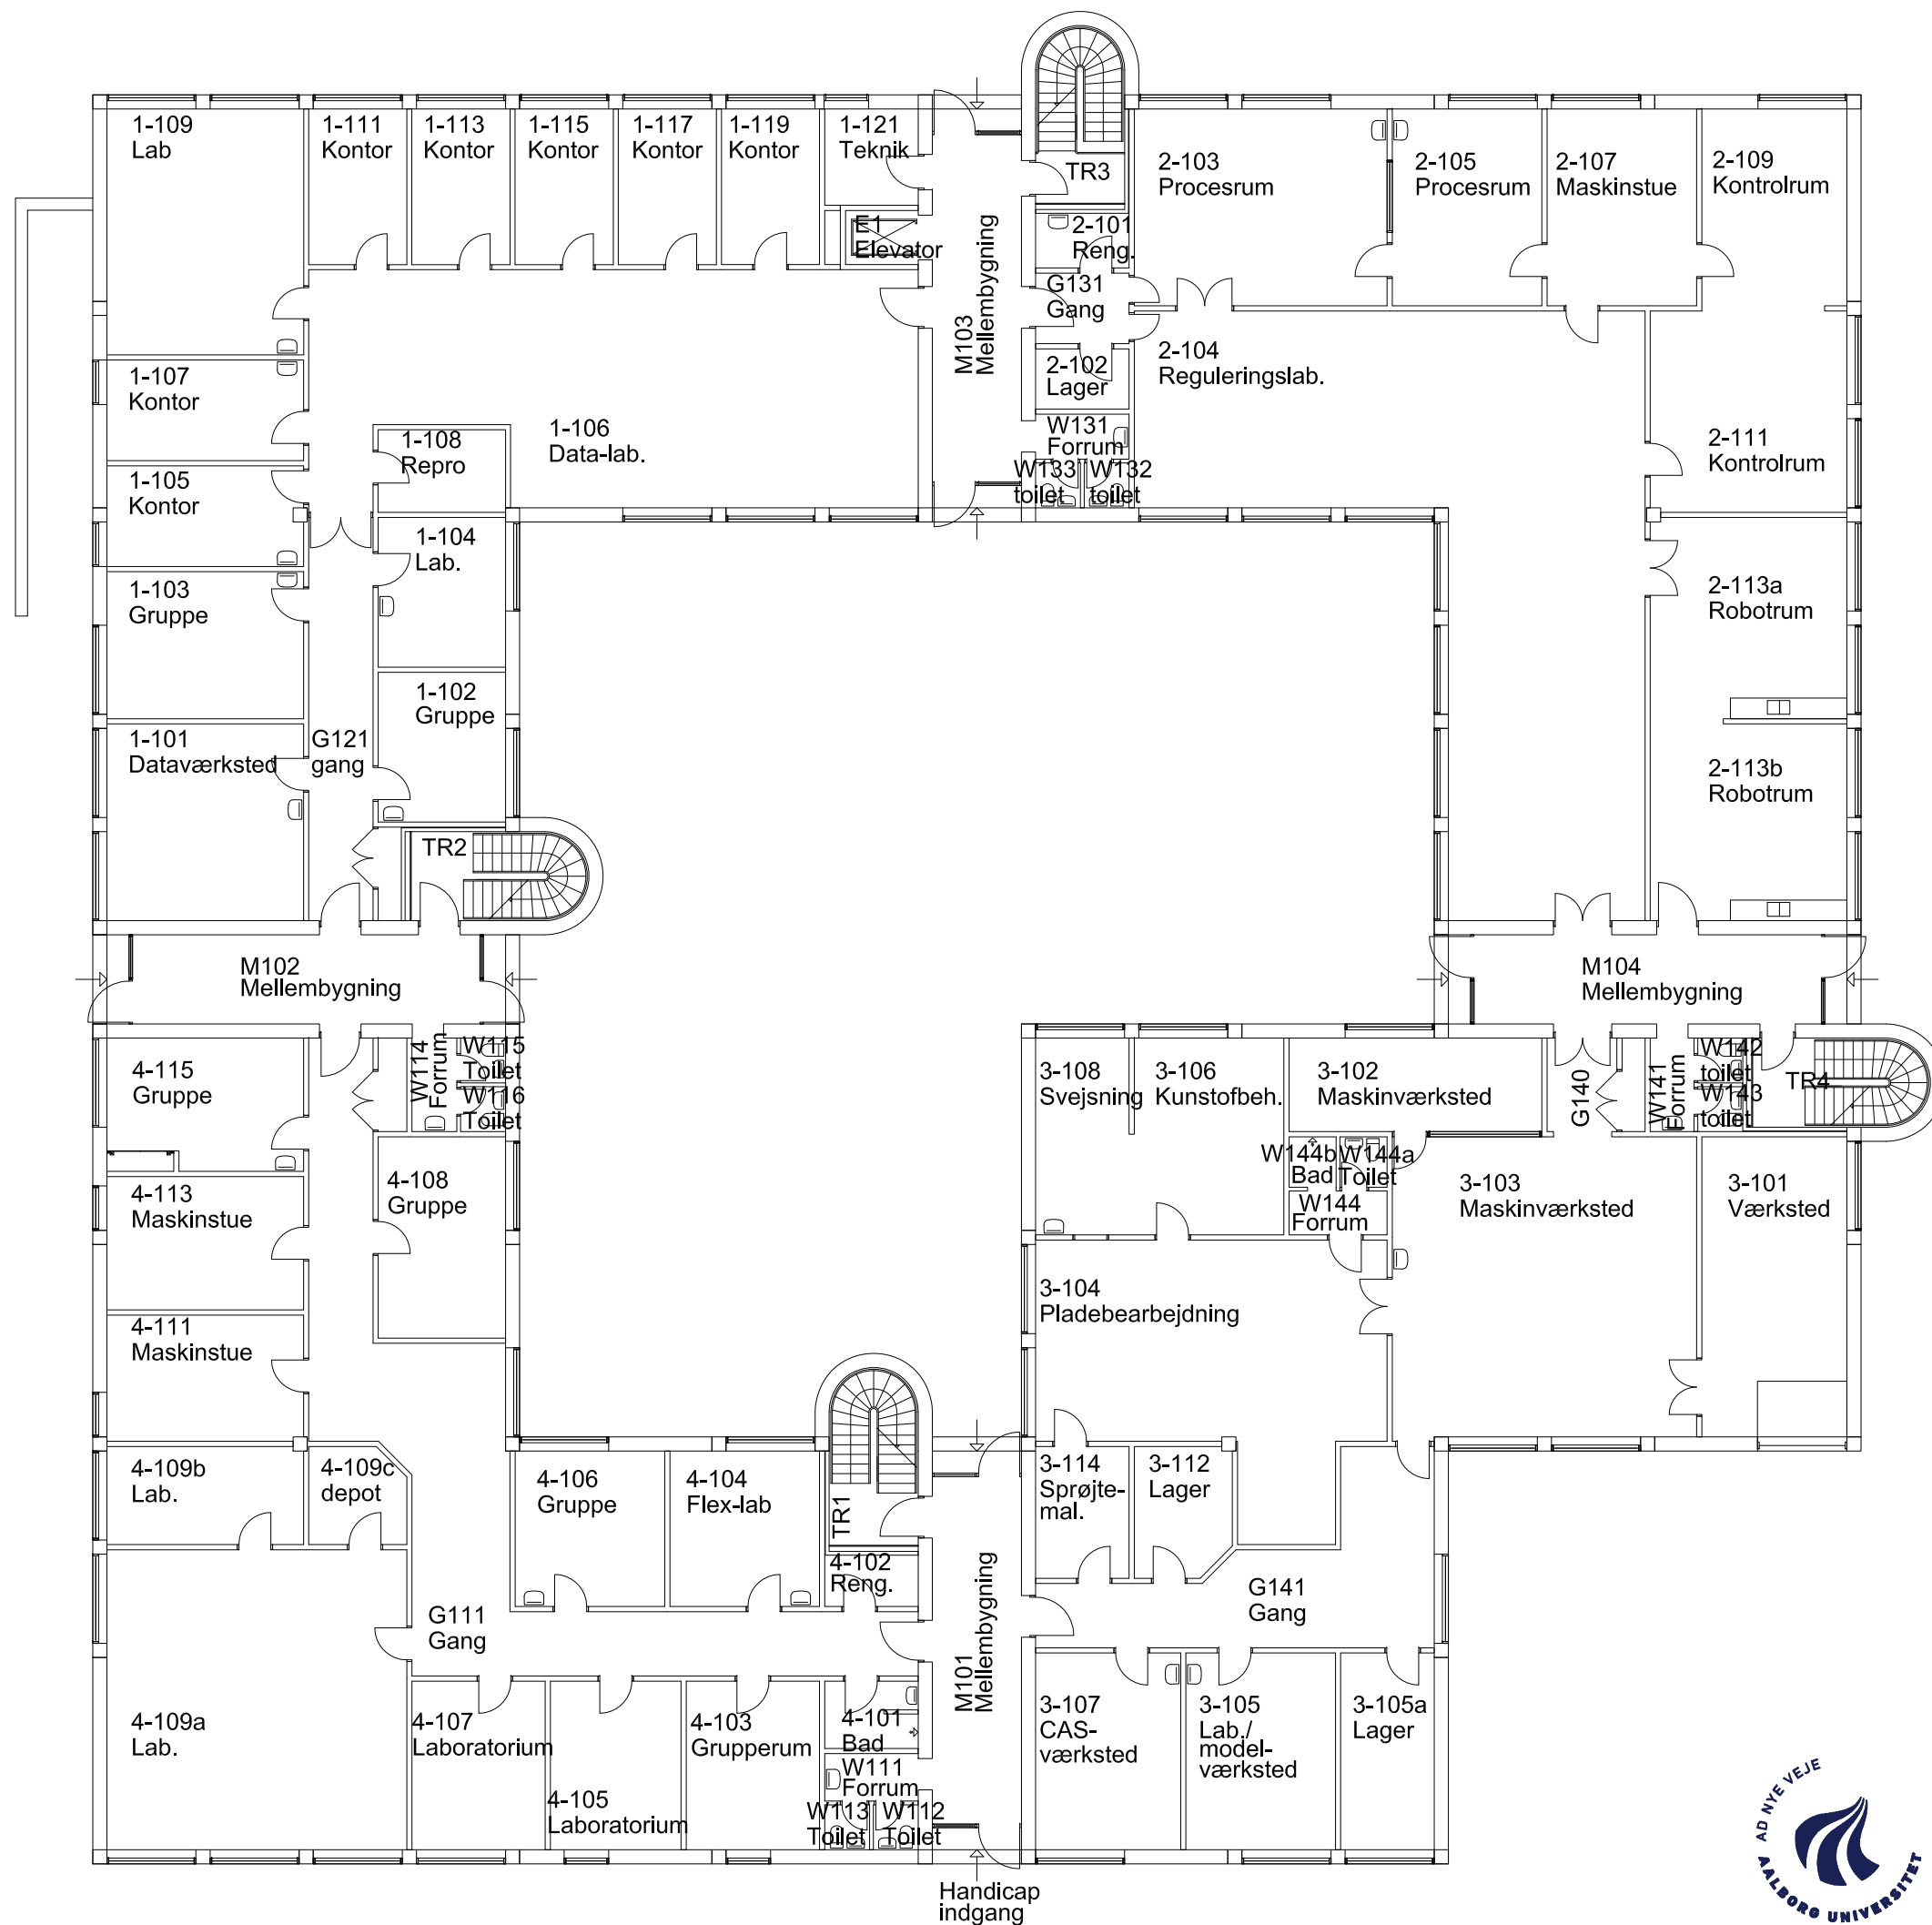 1-109
Lab
1-111
Kontor
1-113
Kontor
1-115
Kontor
1-117
Kontor
1-119
Kontor
1-121
Teknik
TR3
2-103
Procesrum
2-105
Procesrum
2-107
Maskinstue
2-109
Kontrolrum
E1
Elevator
M103
Mellembygning
2-101
Reng.
G131
Gang
2-102
Lager
2-104
Reguleringslab.
1-107
Kontor
1-108
Repro
1-106
Data-lab.
W131
Forrum
W133
toilet
W132
toilet
2-111
Kontrolrum
1-105
Kontor
1-104
Lab.
1-103
Gruppe
2-113a
Robotrum
1-102
Gruppe
1-101
Dataværksted
G121
gang
2-113b
Robotrum
TR2
M102
Mellembygning
M104
Mellembygning
4-115
Gruppe
W114
Forrum
W115
Toilet
W116
Toilet
3-108
Svejsning
3-106
Kunstofbeh.
3-102
Maskinværksted
G140
W141
Forrum
W142
toilet
W143
toilet
TR4
4-113
Maskinstue
4-108
Gruppe
W144b
Bad
W144a
Toilet
W144
Forrum
3-103
Maskinværksted
3-101
Værksted
4-111
Maskinstue
3-104
Pladebearbejdning
4-109b
Lab.
4-109c
depot
4-106
Gruppe
4-104
Flex-lab
TR1
3-114
Sprøjte-
mal.
3-112
Lager
4-102
Reng.
G111
Gang
M101
Mellembygning
G141
Gang
4-109a
Lab.
4-107
Laboratorium
4-105
Laboratorium
4-103
Grupperum
4-101
Bad
W111
Forrum
W113
Toilet
W112
Toilet
3-107
CAS-
værksted
3-105
Lab./
model-
værksted
3-105a
Lager
Handicap
indgang
AD NYE VEJE
AALBORG UNIVERSITET